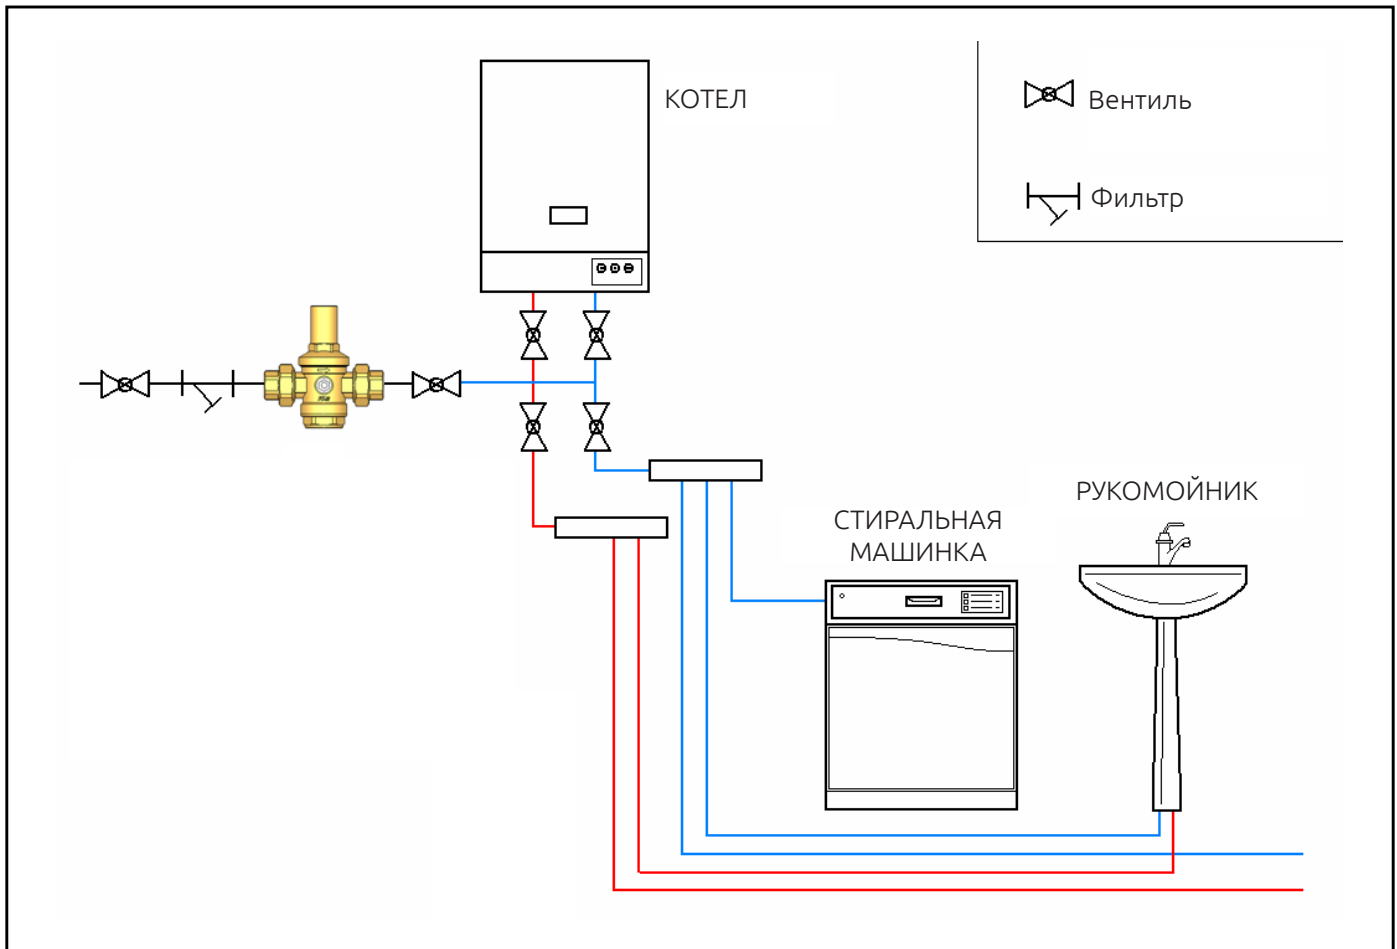 КОТЕЛ
Вентиль
Фильтр
РУКОМОЙНИК
СТИРАЛЬНАЯ
МАШИНКА